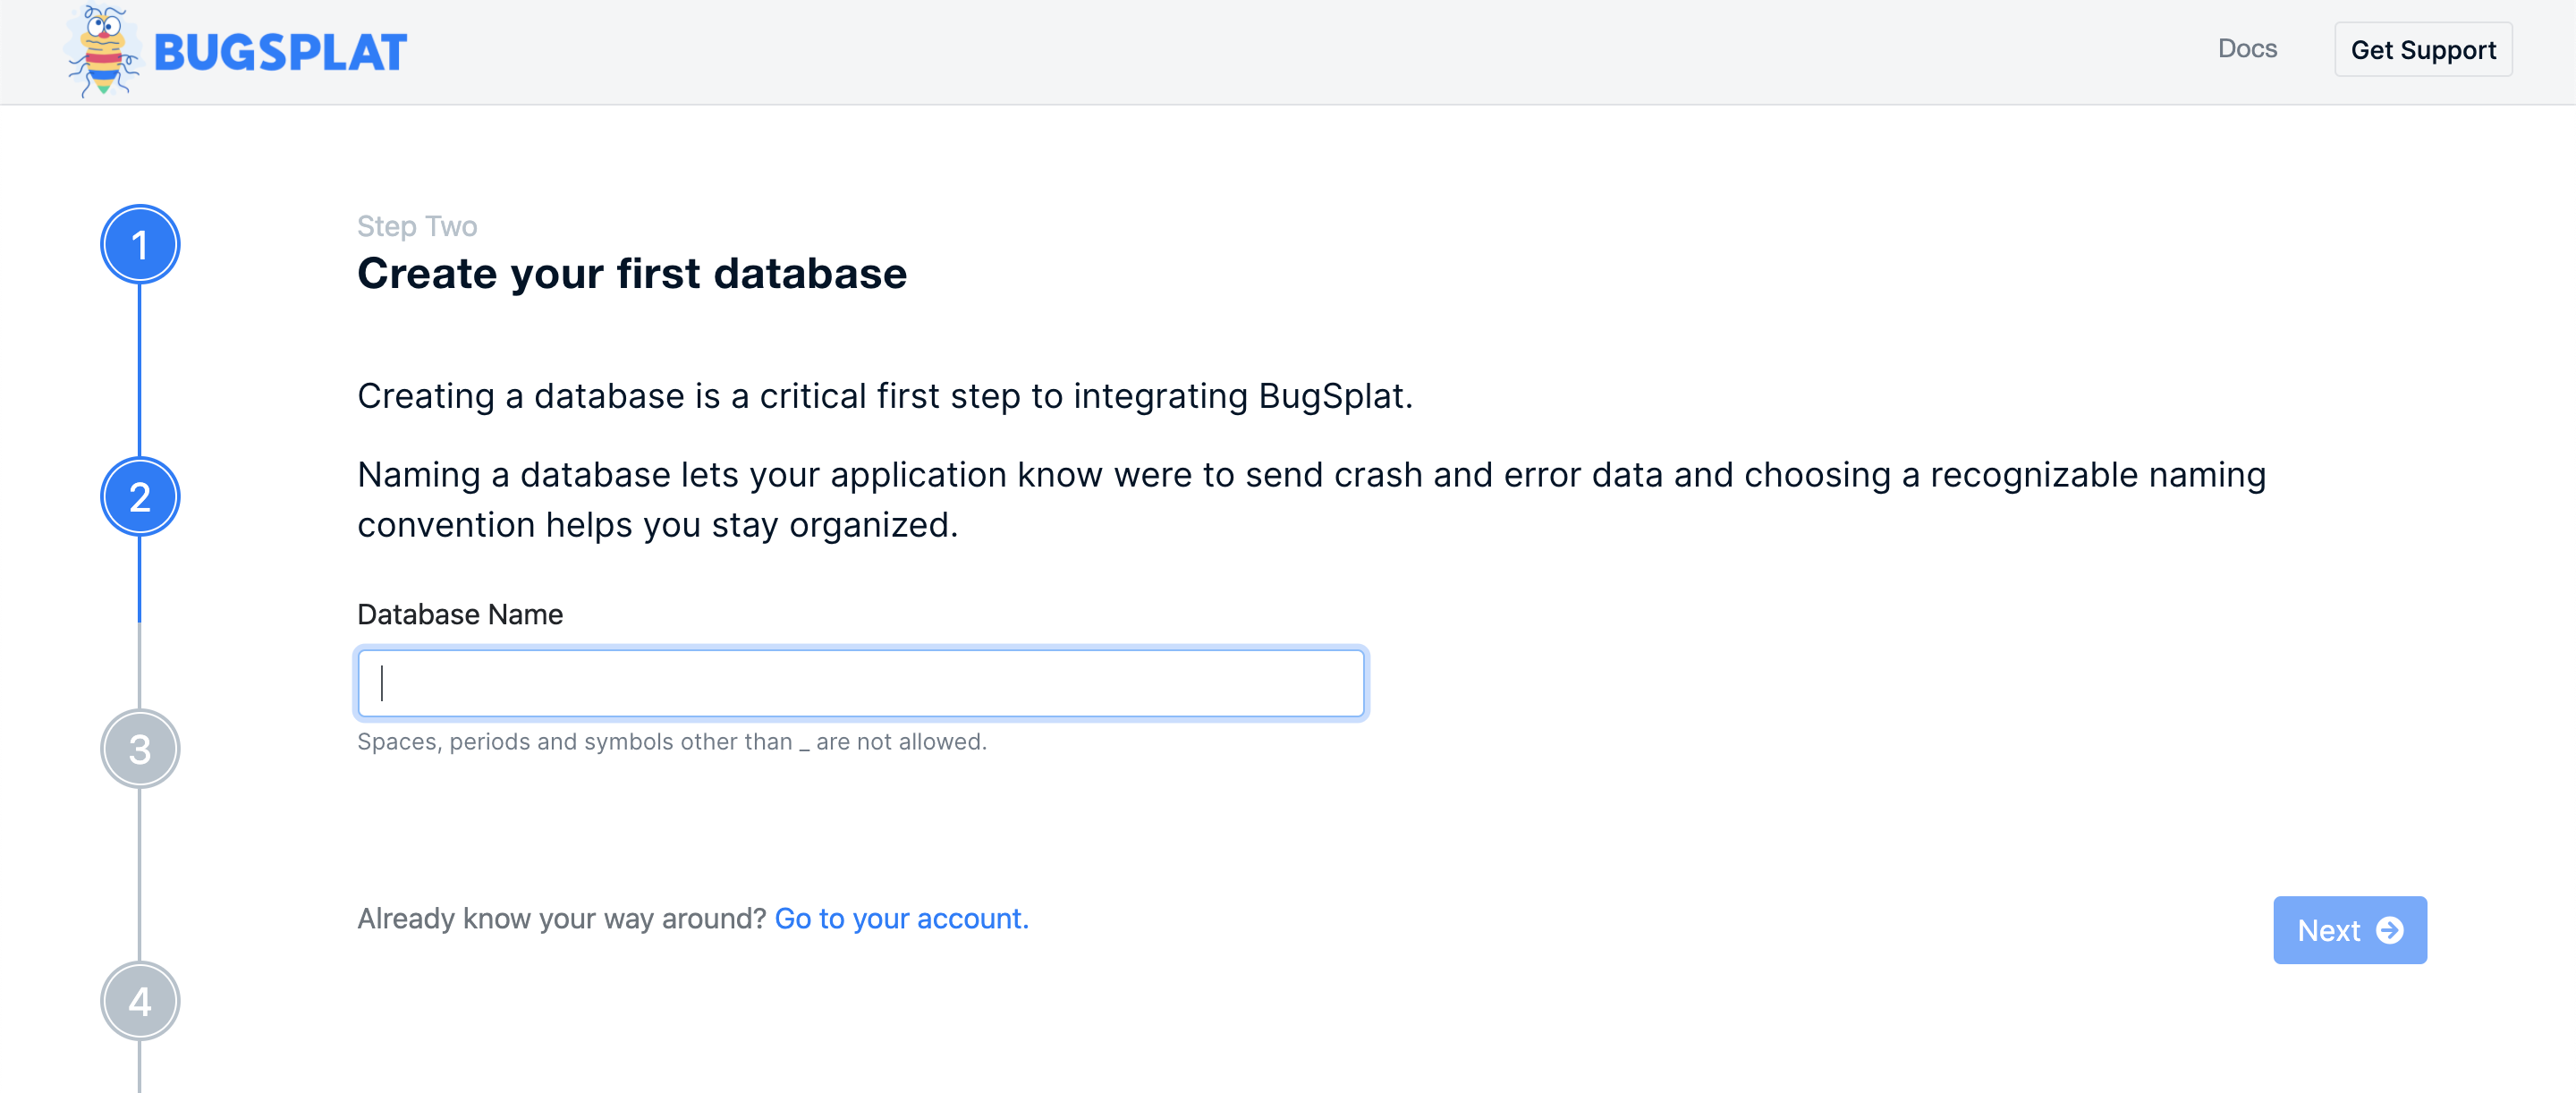 BUGSPLAT
Docs
Get Support
1
Step Two
Create your first database
Creating a database is a critical first step to integrating BugSplat.
2
Naming a database lets your application know were to send crash and error data and choosing a recognizable naming
convention helps you stay organized.
Database Name
3
Spaces, periods and symbols other than _ are not allowed.
Already know your way around? Go to your account.
Next
4